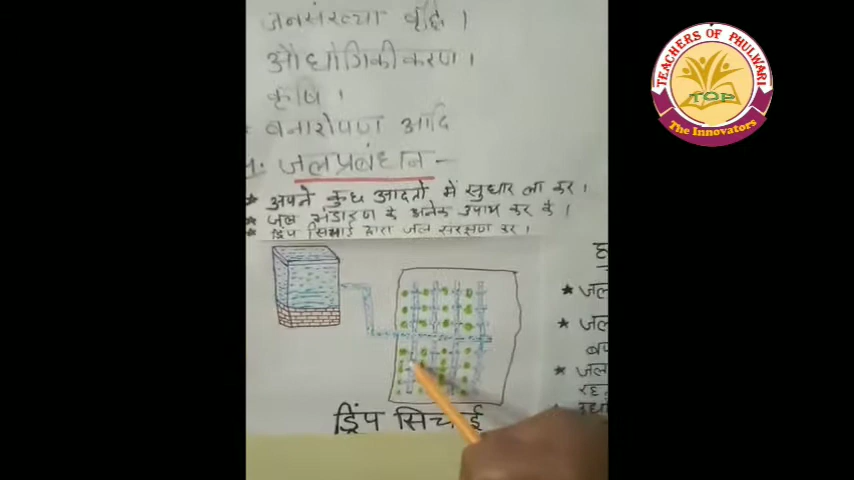 जनसंख्या वृद्धि ।
औधोगिकीकरण ।
कृषि ।
वनारोपण आदि
जलप्रबंधन -
★ अपने कुछ आदतो में सुधार ला कर ।
★ जल भंडारण के अनेक उपाय कर के ।
★ ड्रिप सिंचाई द्वारा जल संरक्षण कर ।
★ जल
★ जल
★ जल
ड्रिंप सिचाई
TEACHERS OF PHULWARI
TOP
The Innovators